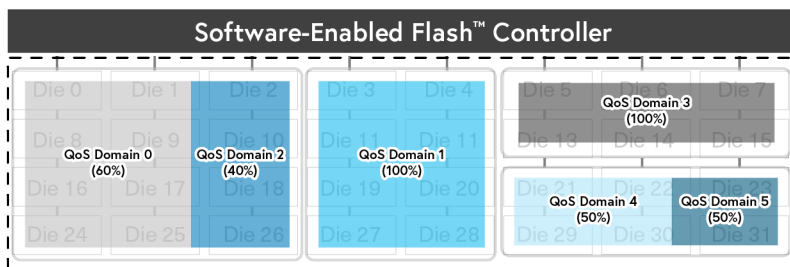 Software-Enabled Flash™ Controller
Die 0 Die 1 Die 2 Die 3 Die 4 Die 5 Die 6 Die 7
QoS Domain 3
(100%)
Die 8 Die 9 Die 10 Die 11 Die 11 Die 13 Die 14 Die 15
QoS Domain 0
(60%)
QoS Domain 2
(40%)
QoS Domain 1
(100%)
Die 16 Die 17 Die 18 Die 19 Die 20 Die 21 Die 22 Die 23
QoS Domain 4
(50%)
QoS Domain 5
(50%)
Die 24 Die 25 Die 26 Die 27 Die 28 Die 29 Die 30 Die 31